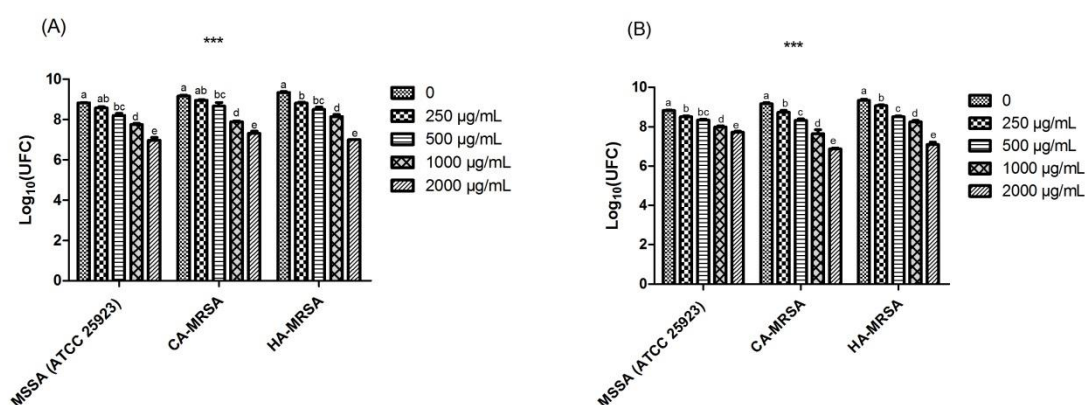 (A)
***
Log10(UFC)
10
8
6
4
2
0
a ab bc d e
a ab bc d e
a b bc d e
MSSA (ATCC 25923)
CA-MRSA
HA-MRSA
0
250 µg/mL
500 µg/mL
1000 µg/mL
2000 µg/mL
(B)
***
Log10(UFC)
10
8
6
4
2
0
a b bc d e
a b c d e
a b c d e
MSSA (ATCC 25923)
CA-MRSA
HA-MRSA
0
250 µg/mL
500 µg/mL
1000 µg/mL
2000 µg/mL